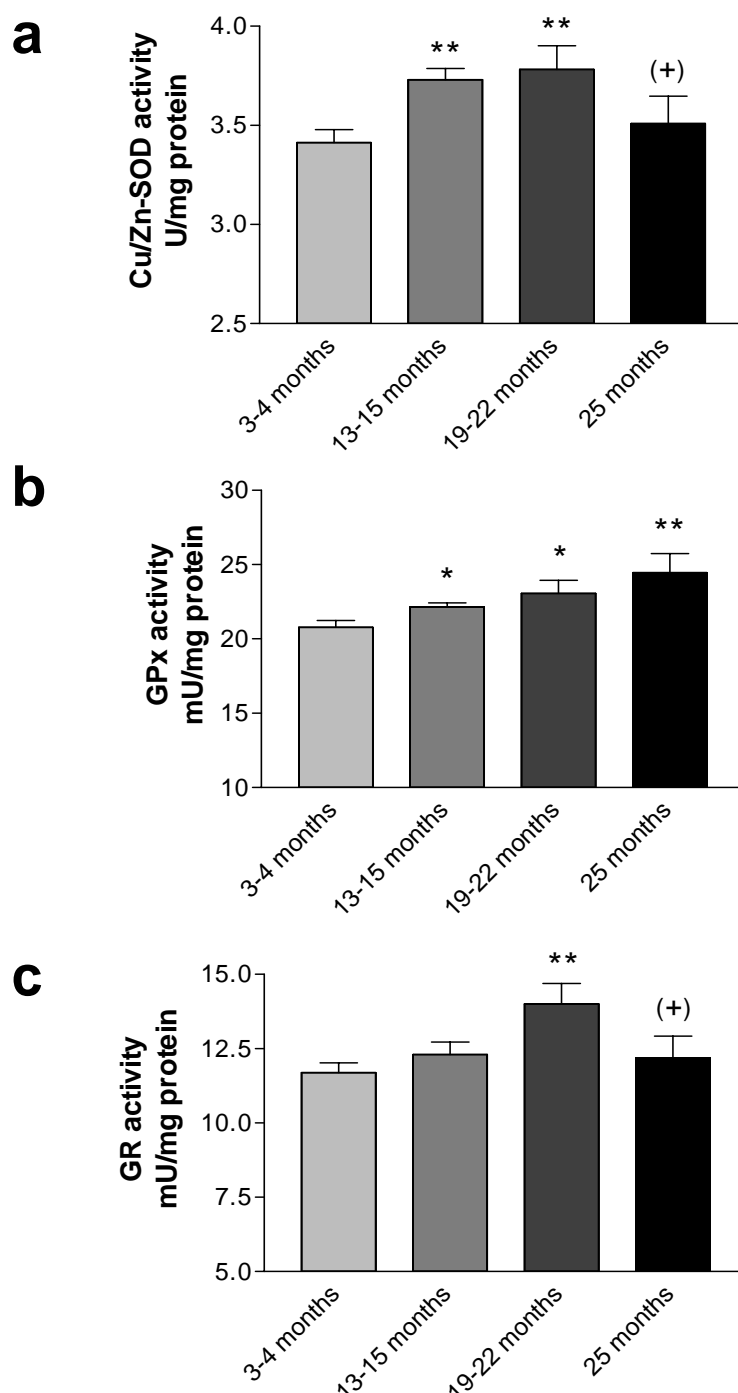 a
Cu/Zn-SOD activity
U/mg protein
4.0
3.5
3.0
2.5
**
**
(+)
3-4 months
13-15 months
19-22 months
25 months
b
GPx activity
mU/mg protein
30
25
20
15
10
*
*
**
3-4 months
13-15 months
19-22 months
25 months
c
GR activity
mU/mg protein
15.0
12.5
10.0
7.5
5.0
**
(+)
3-4 months
13-15 months
19-22 months
25 months